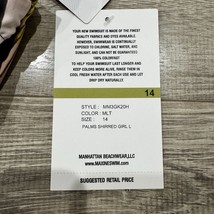 YOUR NEW SWIMSUIT IS MADE OF THE FINEST
QUALITY FABRICS AND DYES AVAILABLE.
HOWEVER, SWIMWEAR IS CONTINUALLY
EXPOSED TO CHLORINE, SALT WATER, AND
SUNLIGHT, AND CAN NOT BE GUARANTEED
100% COLORFAST
TO HELP YOUR SWIMSUIT LAST LONGER AND
KEEP COLORS MORE ALIVE, RINSE THEM IN
COOL FRESH WATER AFTER EACH USE AND
LET DRIP DRY NATURALLY.
14
STYLE: MM3GK20H
COLOR: MLT
SIZE: 14
PALMS SHIRRED GIRL L
MANHATTAN BEACHWEAR, LLC
WWW.MAXINESWIM.COM
SUGGESTED RETAIL PRICE